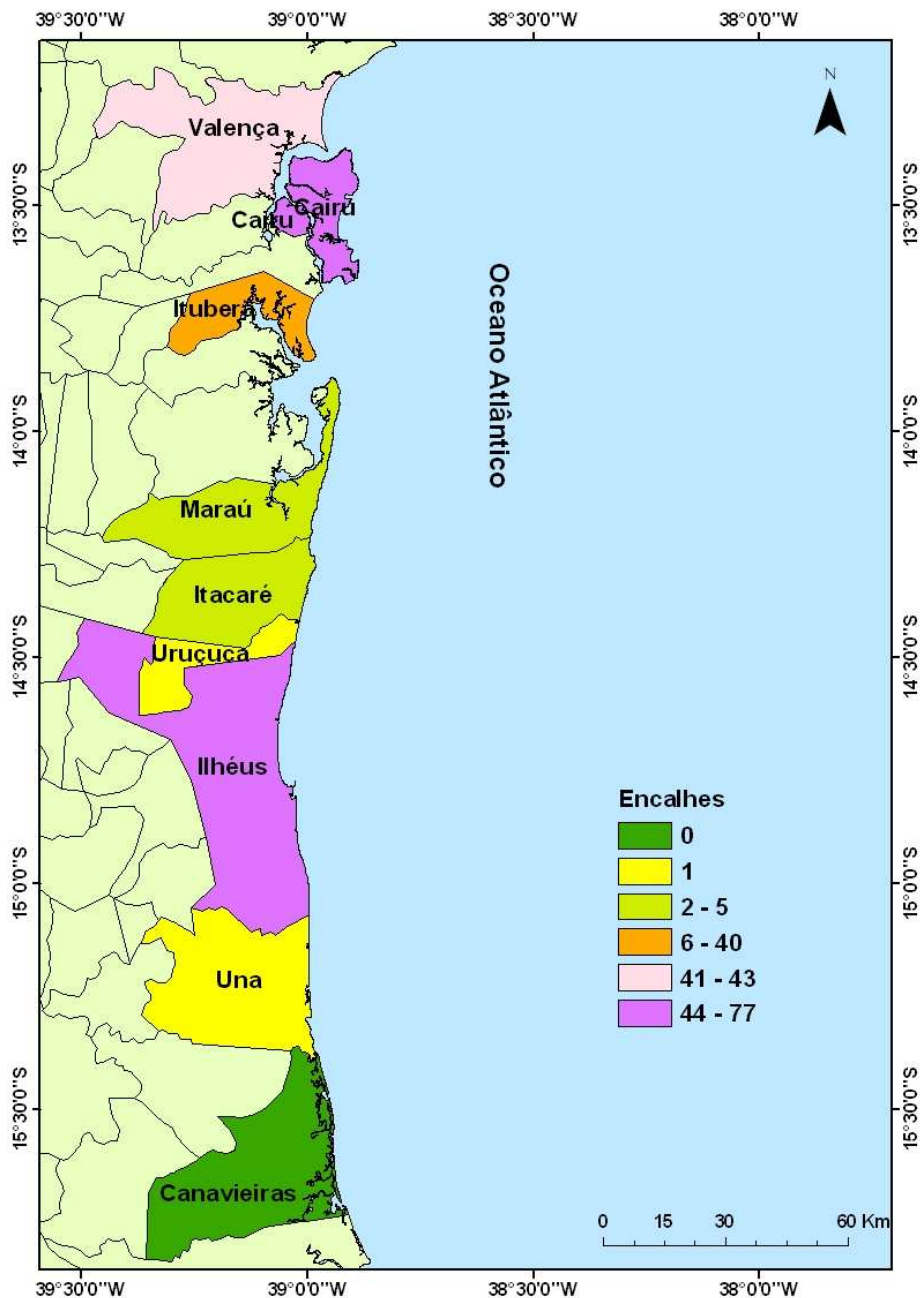 39°30'0"W 39°0'0"W 38°30'0"W 38°0'0"W
N
Valença
13°30'0"S
13°30'0"S
Cairu
Cairú
Ituberá
Oceano Atlântico
14°0'0"S
14°0'0"S
Maraú
Itacaré
Uruçuca
14°30'0"S
14°30'0"S
Ilhéus
Encalhes
0
1
2 - 5
6 - 40
41 - 43
44 - 77
15°0'0"S
15°0'0"S
Una
15°30'0"S
15°30'0"S
Canavieiras
0 15 30 60 Km
39°30'0"W 39°0'0"W 38°30'0"W 38°0'0"W